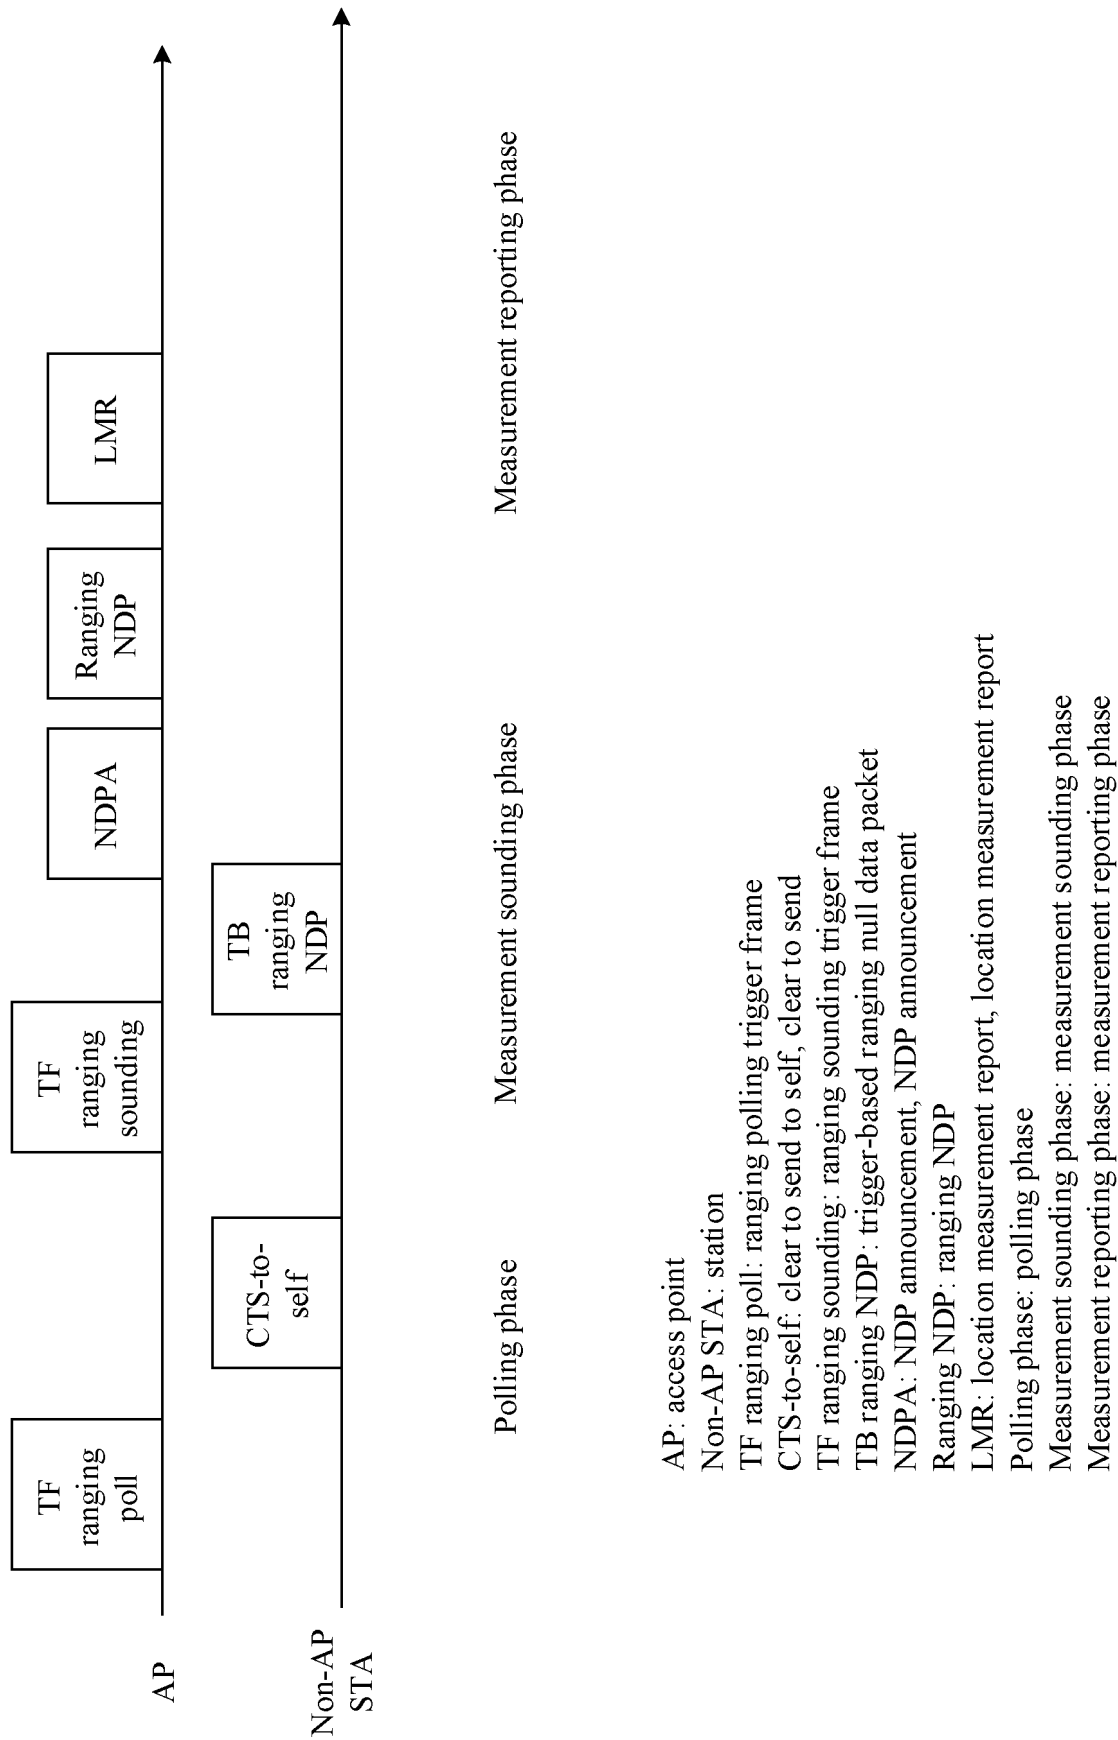 AP
TF
ranging
poll
TF
ranging
sounding
NDPA
Ranging
NDP
LMR
Non-AP
STA
CTS-to-
self
TB
ranging
NDP
Polling phase
Measurement sounding phase
Measurement reporting phase
AP: access point
Non-AP STA: station
TF ranging poll: ranging polling trigger frame
CTS-to-self: clear to send to self, clear to send
TF ranging sounding: ranging sounding trigger frame
TB ranging NDP: trigger-based ranging null data packet
NDPA: NDP announcement, NDP announcement
Ranging NDP: ranging NDP
LMR: location measurement report, location measurement report
Polling phase: polling phase
Measurement sounding phase: measurement sounding phase
Measurement reporting phase: measurement reporting phase